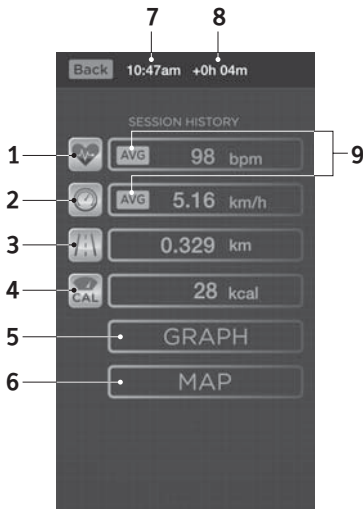 7 8
Back 10:47am +0h 04m
SESSION HISTORY
1 AVG 98 bpm 9
2 AVG 5.16 km/h
3 0.329 km
4 CAL 28 kcal
5 GRAPH
6 MAP